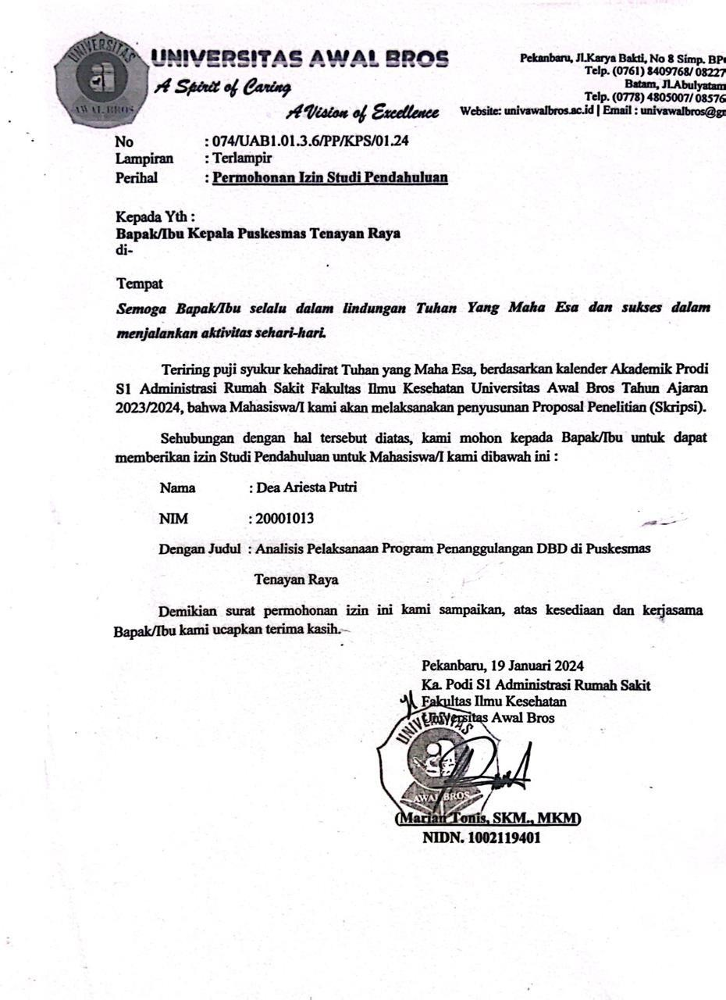 UNIVERSITAS
AWAL BROS
UNIVERSITAS AWAL BROS
A Spirit of Caring
A Vision of Excellence
Pekanbaru, Jl.Karya Bakti, No 8 Simp. BP
Telp. (0761) 8409768/ 08227
Batam, Jl.Abulyatam
Telp. (0778) 4805007/ 08576
Website: univawalbros.ac.id | Email : univawalbros@g
No : 074/UAB1.01.3.6/PP/KPS/01.24
Lampiran : Terlampir
Perihal : Permohonan Izin Studi Pendahuluan
Kepada Yth :
Bapak/Ibu Kepala Puskesmas Tenayan Raya
di-
Tempat
Semoga Bapak/Ibu selalu dalam lindungan Tuhan Yang Maha Esa dan sukses dalam
menjalankan aktivitas sehari-hari.
Teriring puji syukur kehadirat Tuhan yang Maha Esa, berdasarkan kalender Akademik Prodi
S1 Administrasi Rumah Sakit Fakultas Ilmu Kesehatan Universitas Awal Bros Tahun Ajaran
2023/2024, bahwa Mahasiswa/I kami akan melaksanakan penyusunan Proposal Penelitian (Skripsi).
Sehubungan dengan hal tersebut diatas, kami mohon kepada Bapak/Ibu untuk dapat
memberikan izin Studi Pendahuluan untuk Mahasiswa/I kami dibawah ini :
Nama : Dea Ariesta Putri
NIM : 20001013
Dengan Judul : Analisis Pelaksanaan Program Penanggulangan DBD di Puskesmas
Tenayan Raya
Demikian surat permohonan izin ini kami sampaikan, atas kesediaan dan kerjasama
Bapak/Ibu kami ucapkan terima kasih.
Pekanbaru, 19 Januari 2024
Ka. Podi S1 Administrasi Rumah Sakit
Fakultas Ilmu Kesehatan
Universitas Awal Bros
UNIVERSITAS
AWAL BROS
(Marian Tonis, SKM., MKM)
NIDN. 1002119401